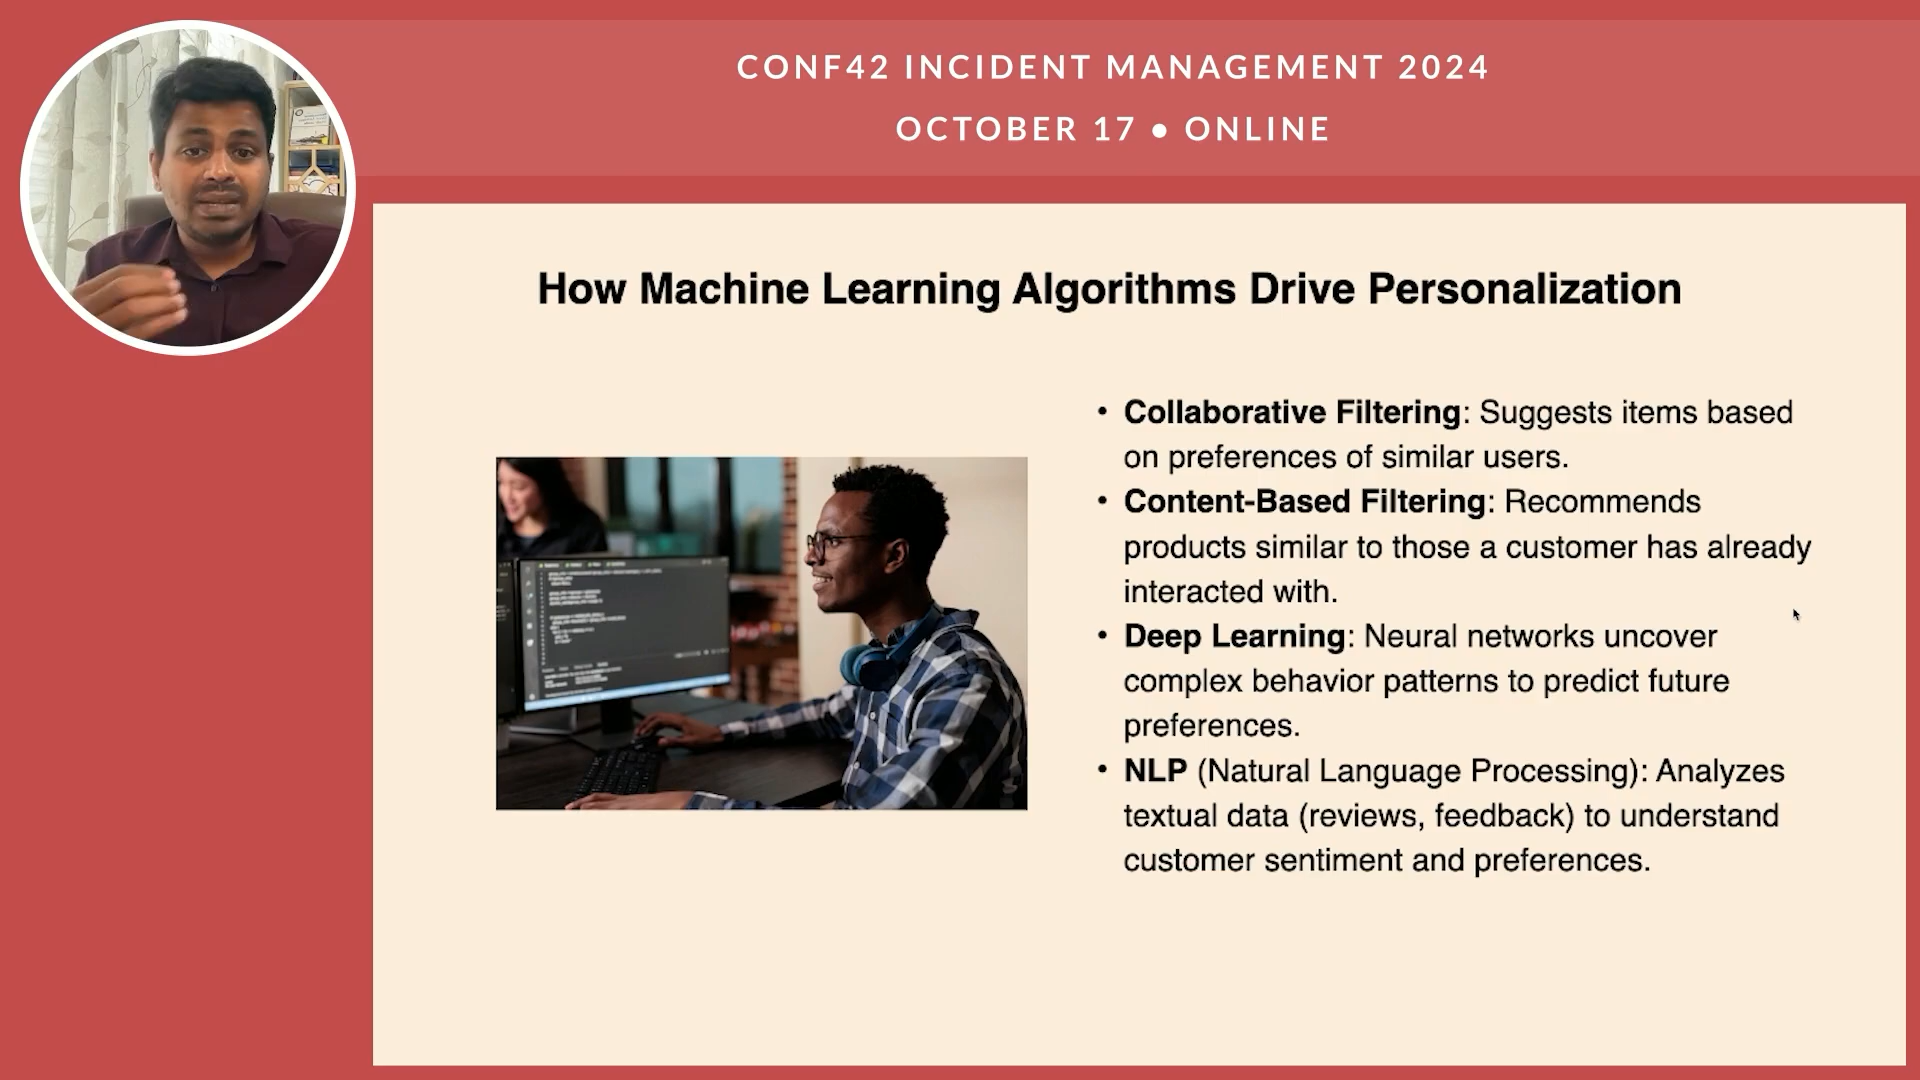 CONF42 INCIDENT MANAGEMENT 2024
OCTOBER 17 ● ONLINE
How Machine Learning Algorithms Drive Personalization
• Collaborative Filtering: Suggests items based
on preferences of similar users.
• Content-Based Filtering: Recommends
products similar to those a customer has already
interacted with.
• Deep Learning: Neural networks uncover
complex behavior patterns to predict future
preferences.
• NLP (Natural Language Processing): Analyzes
textual data (reviews, feedback) to understand
customer sentiment and preferences.